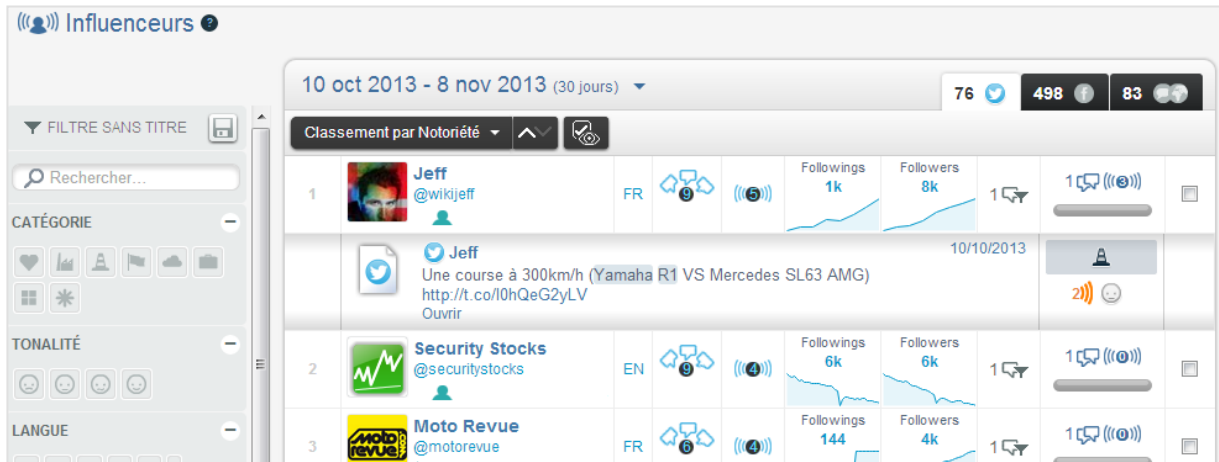 Influenceurs ?
10 oct 2013 - 8 nov 2013 (30 jours)
76
498
83
FILTRE SANS TITRE
Classement par Notoriété
Rechercher...
CATÉGORIE
TONALITÉ
LANGUE
1
Jeff
@wikijeff
FR
9
5
Followings
1k
Followers
8k
1
1 3
Jeff
10/10/2013
Une course à 300km/h (Yamaha R1 VS Mercedes SL63 AMG)
http://t.co/l0hQeG2yLV
Ouvrir
2
2
Security Stocks
@securitystocks
EN
9
4
Followings
6k
Followers
6k
1
1 0
3
MOTO
REVUE
Moto Revue
@motorevue
FR
6
4
Followings
144
Followers
4k
1
1 0